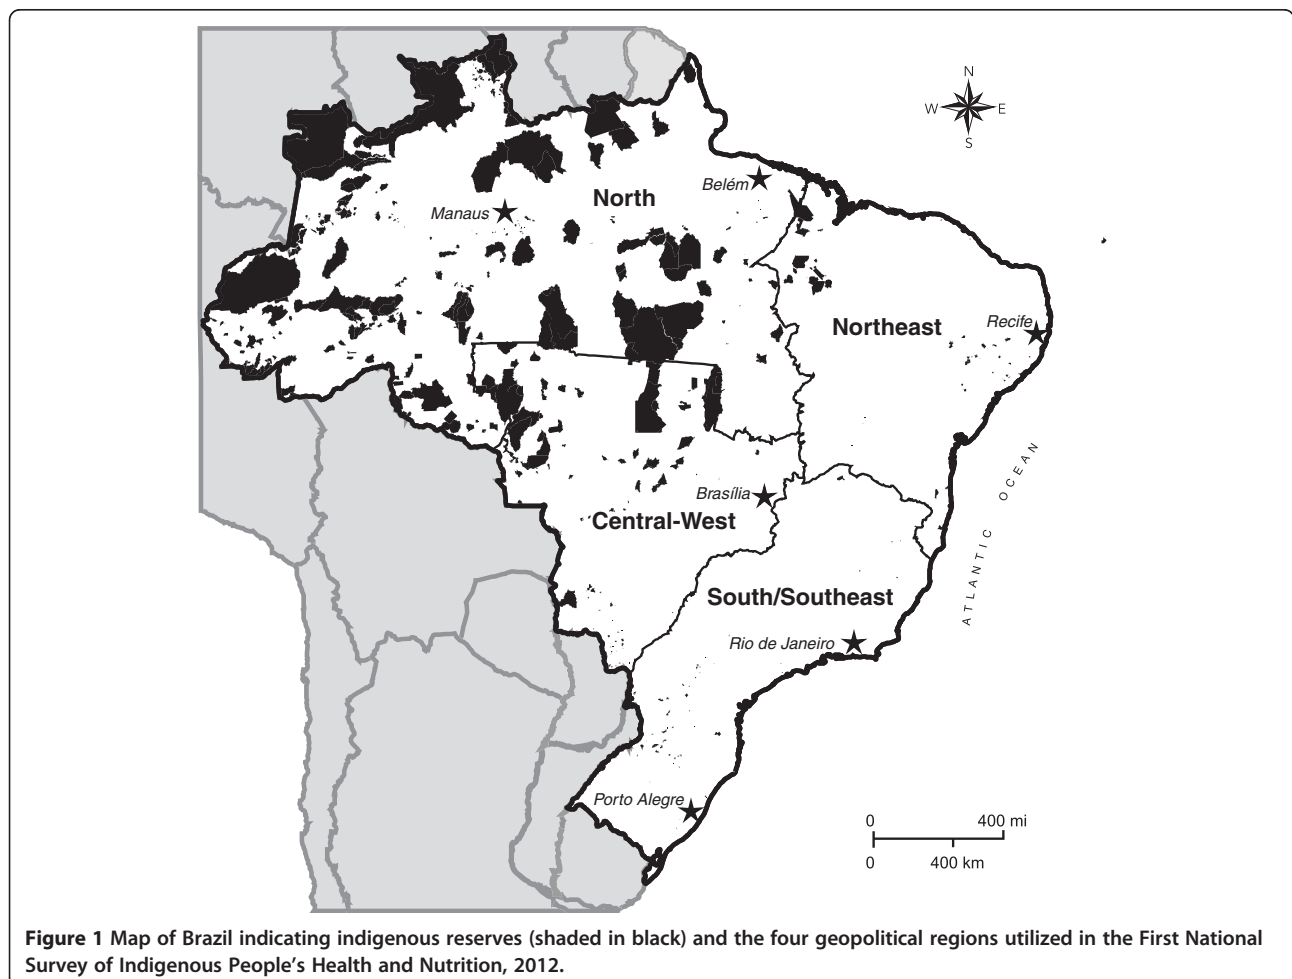 N
W E
S
Belém
Manaus
North
Northeast
Recife
Brasília
Central-West
ATLANTIC OCEAN
South/Southeast
Rio de Janeiro
Porto Alegre
0 400 mi
0 400 km
Figure 1 Map of Brazil indicating indigenous reserves (shaded in black) and the four geopolitical regions utilized in the First National
Survey of Indigenous People’s Health and Nutrition, 2012.